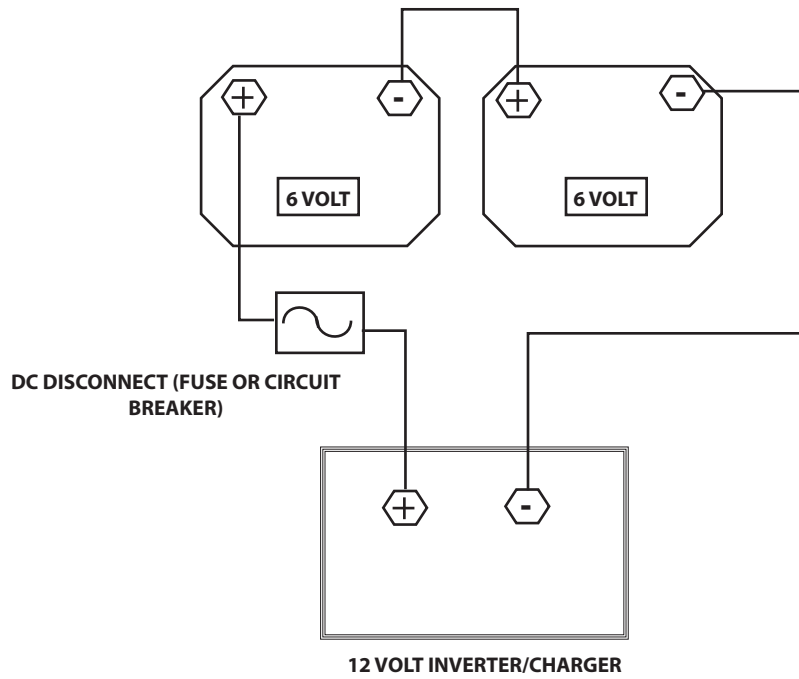 + - + -
6 VOLT 6 VOLT
DC DISCONNECT (FUSE OR CIRCUIT
BREAKER)
+ -
12 VOLT INVERTER/CHARGER